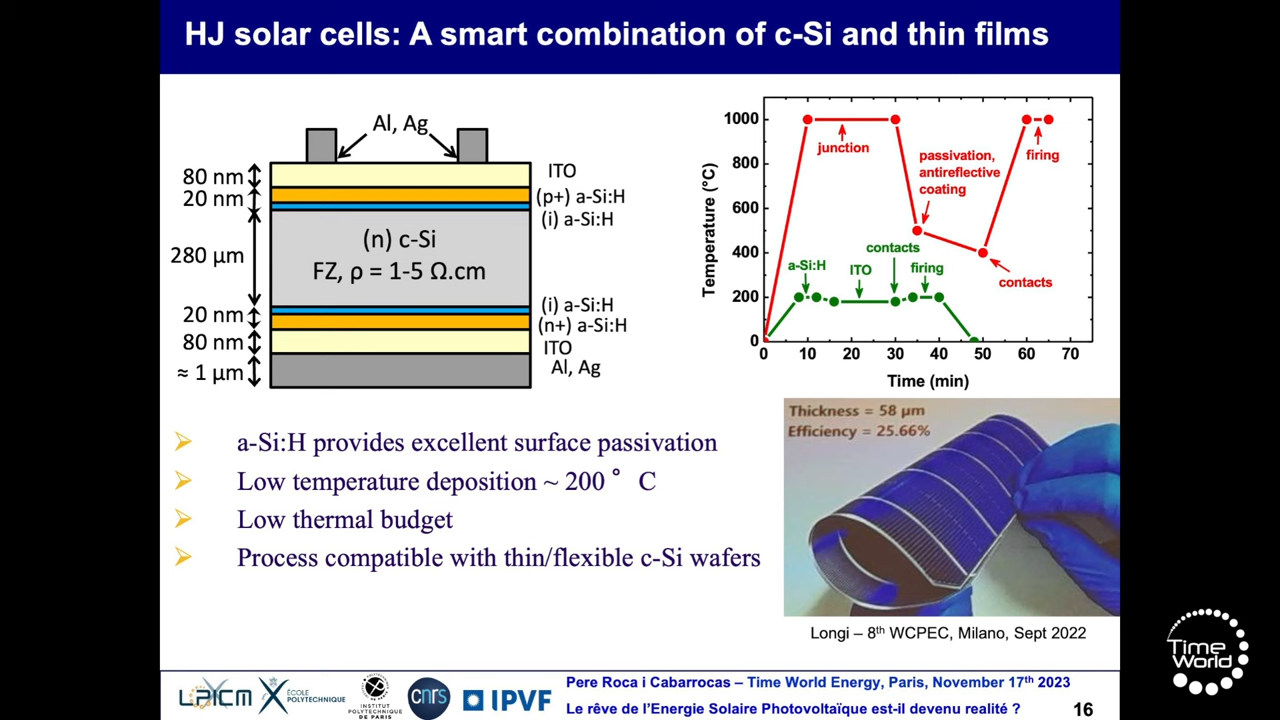 HJ solar cells: A smart combination of c-Si and thin films
Al, Ag
80 nm
20 nm
280 μm
20 nm
80 nm
≈ 1 μm
ITO
(p+) a-Si:H
(i) a-Si:H
(n) c-Si
FZ, ρ = 1-5 Ω.cm
(i) a-Si:H
(n+) a-Si:H
ITO
Al, Ag
Temperature (°C)
1000
800
600
400
200
0
junction
passivation,
antireflective
coating
firing
contacts
contacts
a-Si:H
ITO
firing
0 10 20 30 40 50 60 70
Time (min)
➢ a-Si:H provides excellent surface passivation
➢ Low temperature deposition ~ 200 ° C
➢ Low thermal budget
➢ Process compatible with thin/flexible c-Si wafers
Thickness = 58 μm
Efficiency = 25.66%
Longi – 8th WCPEC, Milano, Sept 2022
LPICM
ÉCOLE
POLYTECHNIQUE
INSTITUT
POLYTECHNIQUE
DE PARIS
cnrs
IPVF
Pere Roca i Cabarrocas – Time World Energy, Paris, November 17th 2023
Le rêve de l'Energie Solaire Photovoltaïque est-il devenu realité ?
16
Time
World